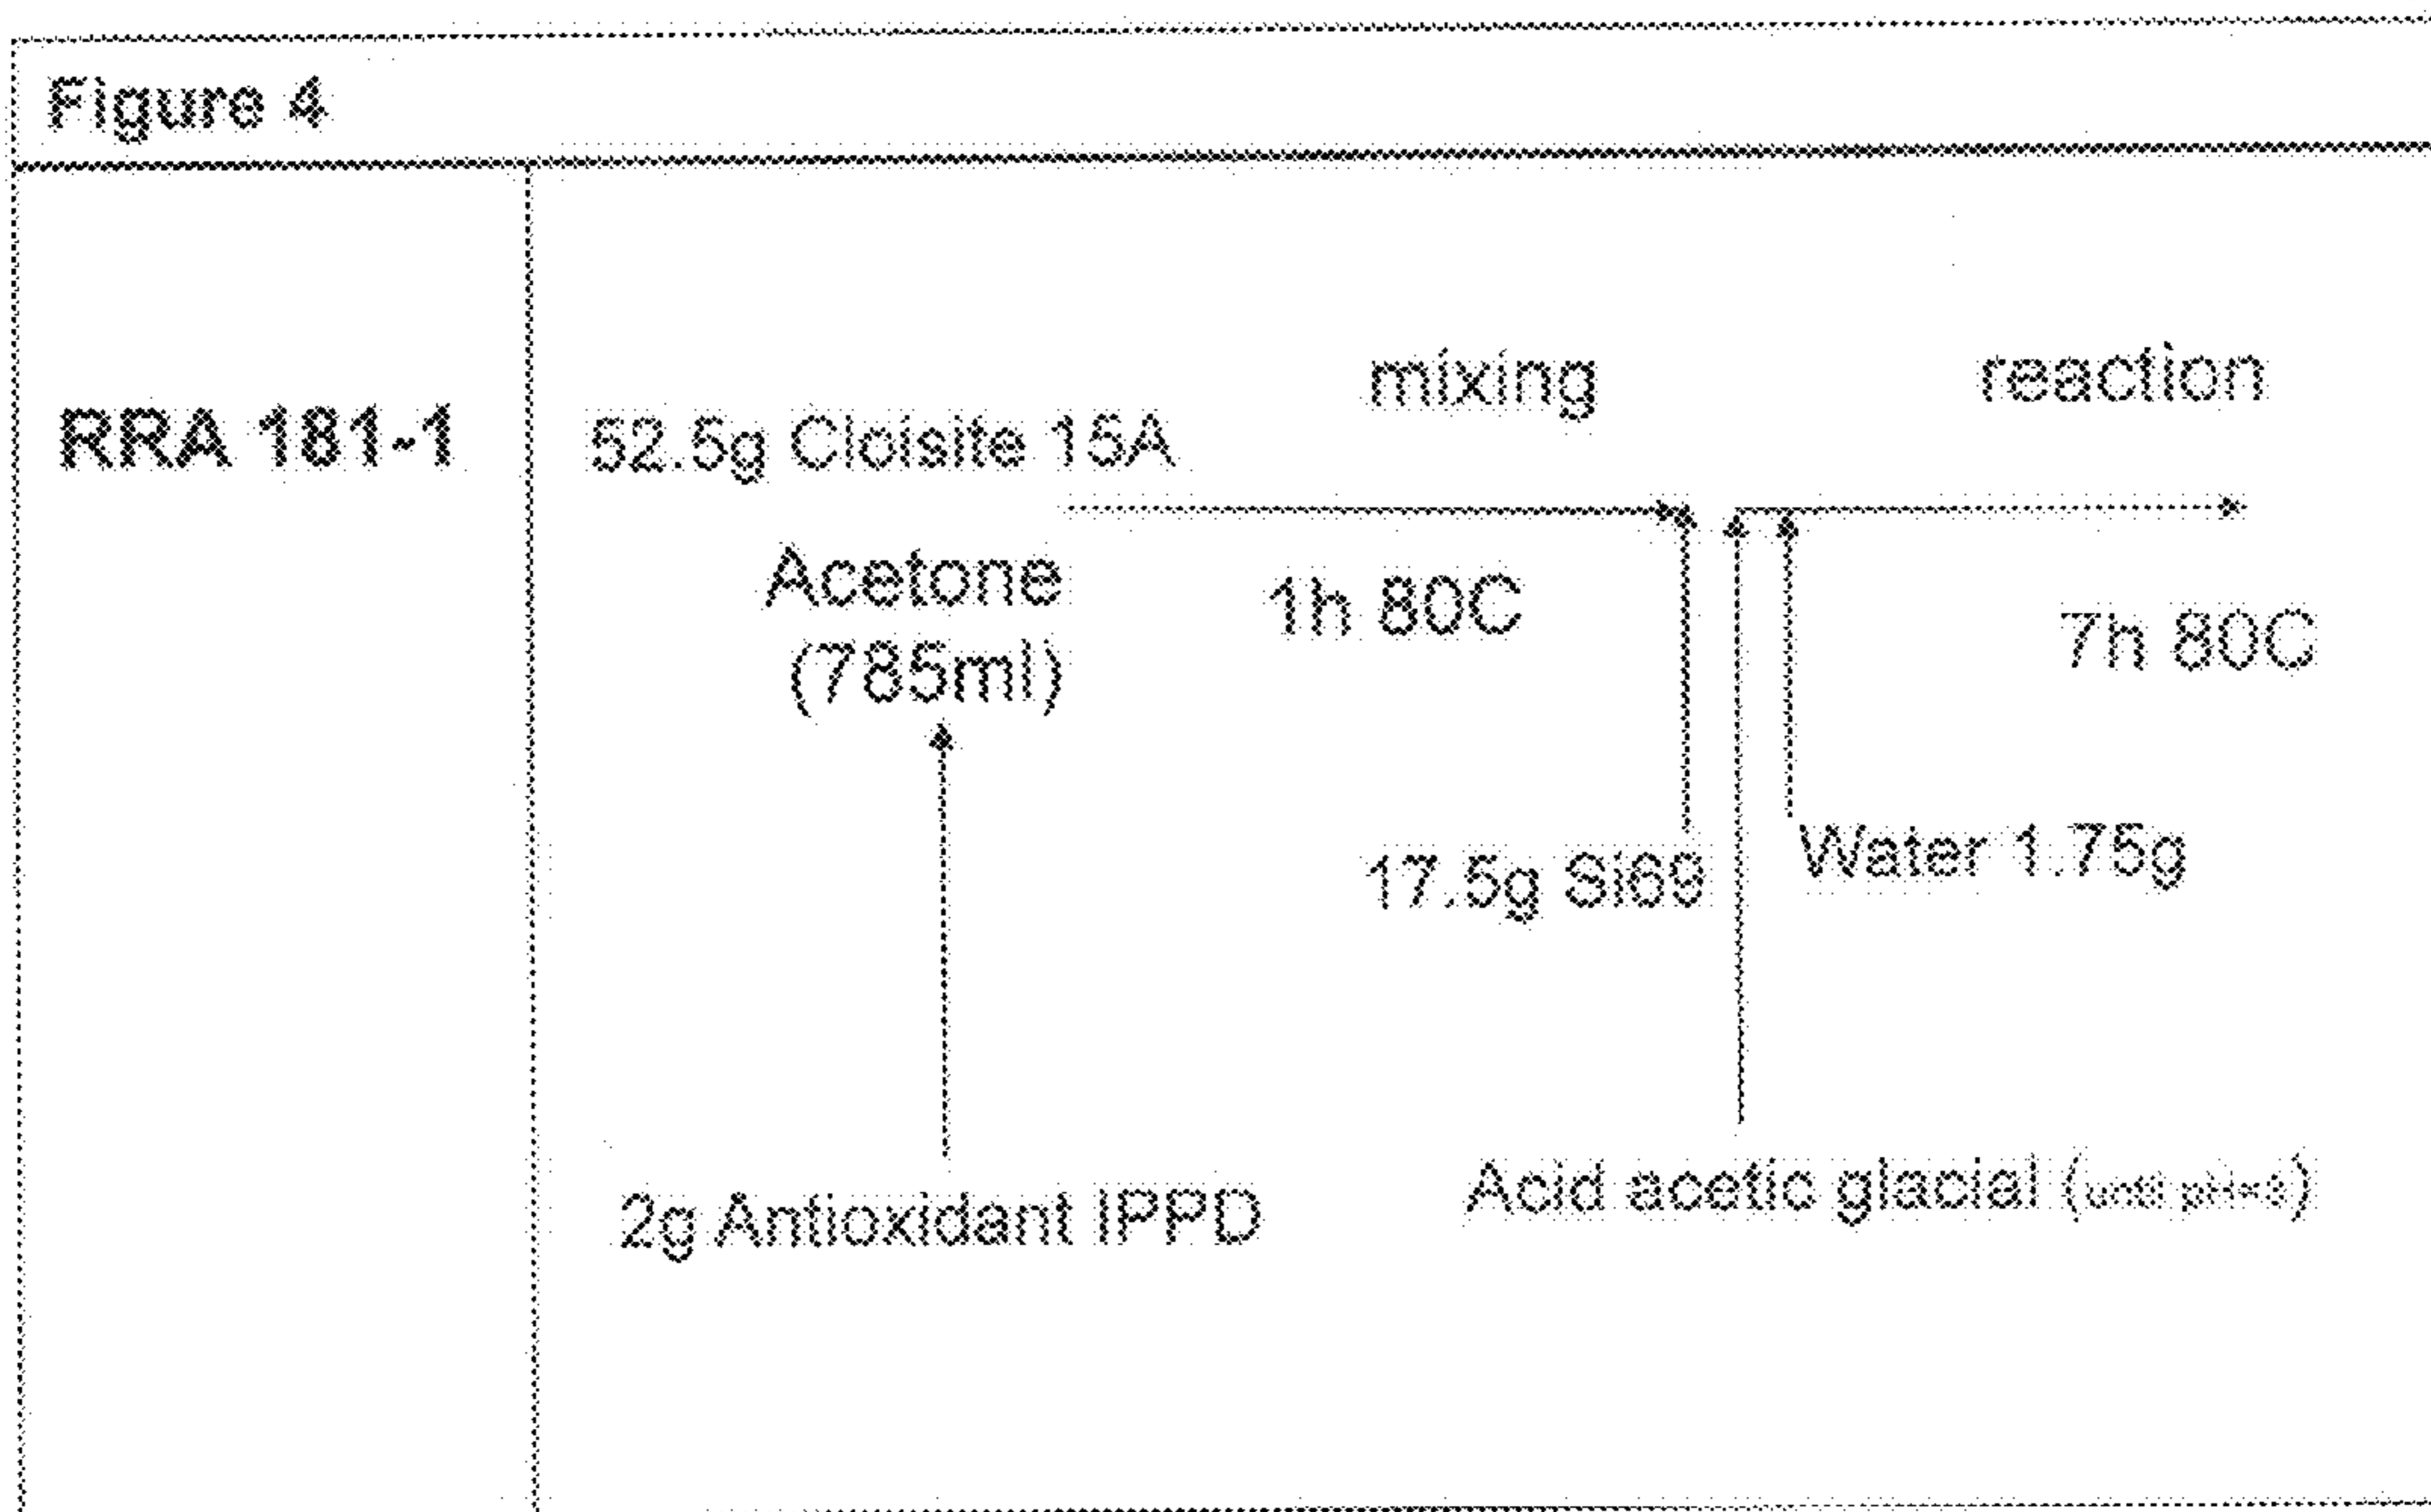 Figure 4
RRA 181-1
52.5g Cloisite 15A
mixing
reaction
Acetone
(785ml)
1h 80C
7h 80C
17.5g Si69
Water 1.75g
2g Antioxidant IPPD
Acid acetic glacial (